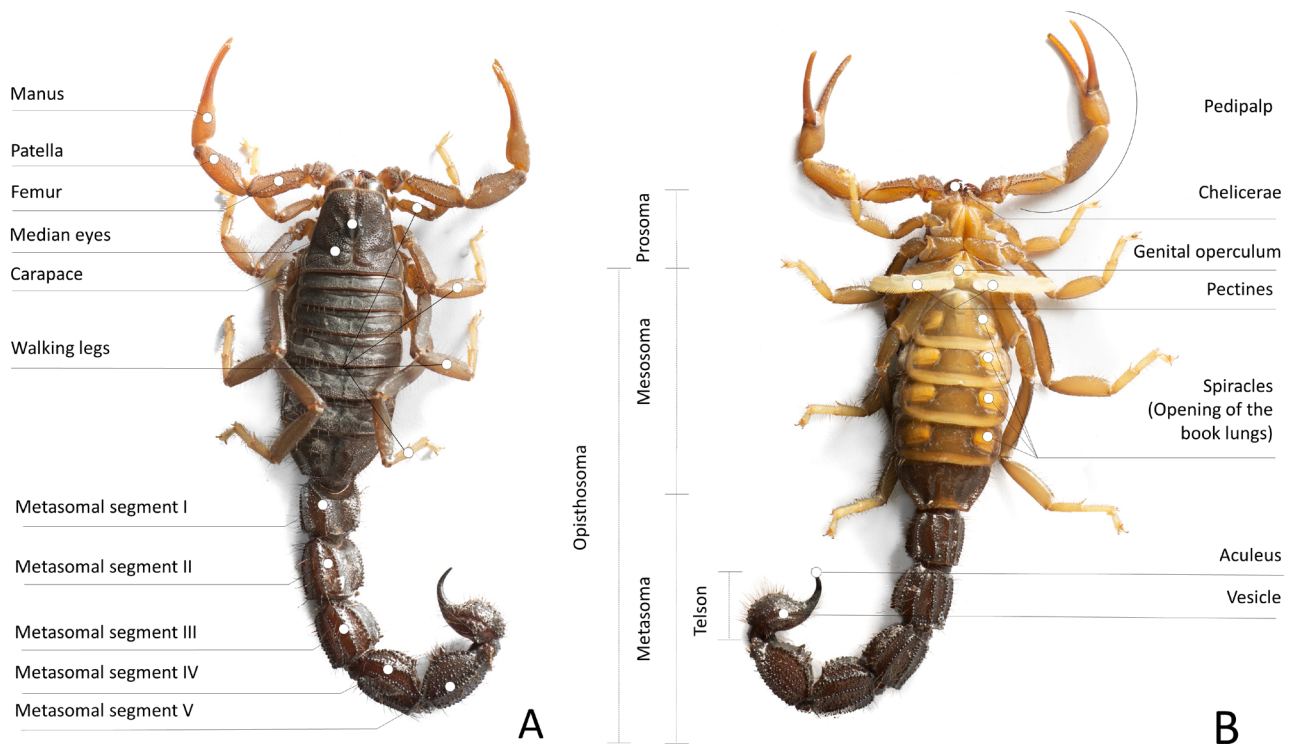 Manus
Patella
Femur
Median eyes
Carapace
Walking legs
Metasomal segment I
Metasomal segment II
Metasomal segment III
Metasomal segment IV
Metasomal segment V
A
Opisthosoma
Prosoma
Mesosoma
Metasoma
Telson
Pedipalp
Chelicerae
Genital operculum
Pectines
Spiracles
(Opening of the
book lungs)
Aculeus
Vesicle
B